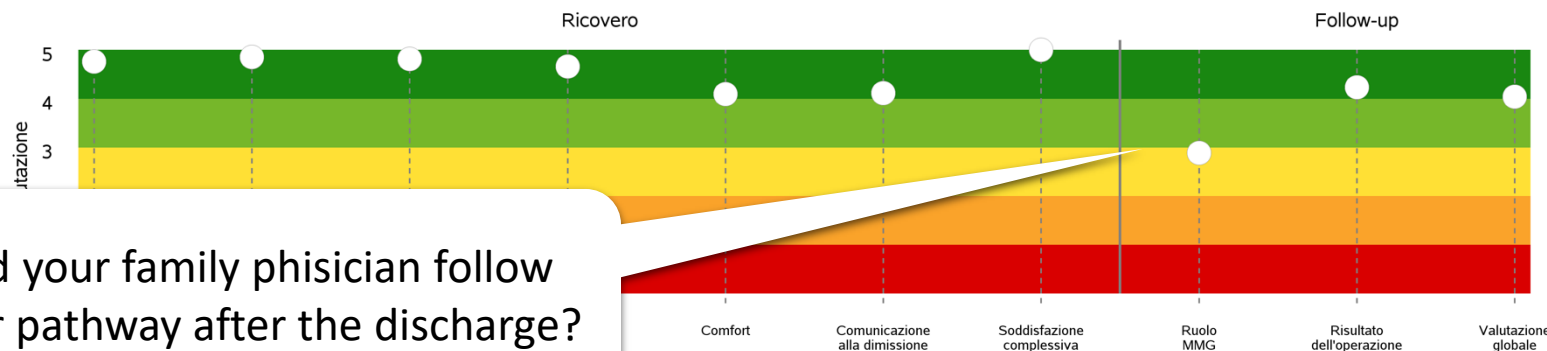 Ricovero
Follow-up
5
4
3
utazione
d your family phisician follow
r pathway after the discharge?
Comfort
Comunicazione
alla dimissione
Soddisfazione
complessiva
Ruolo
MMG
Risultato
dell'operazione
Valutazione
globale